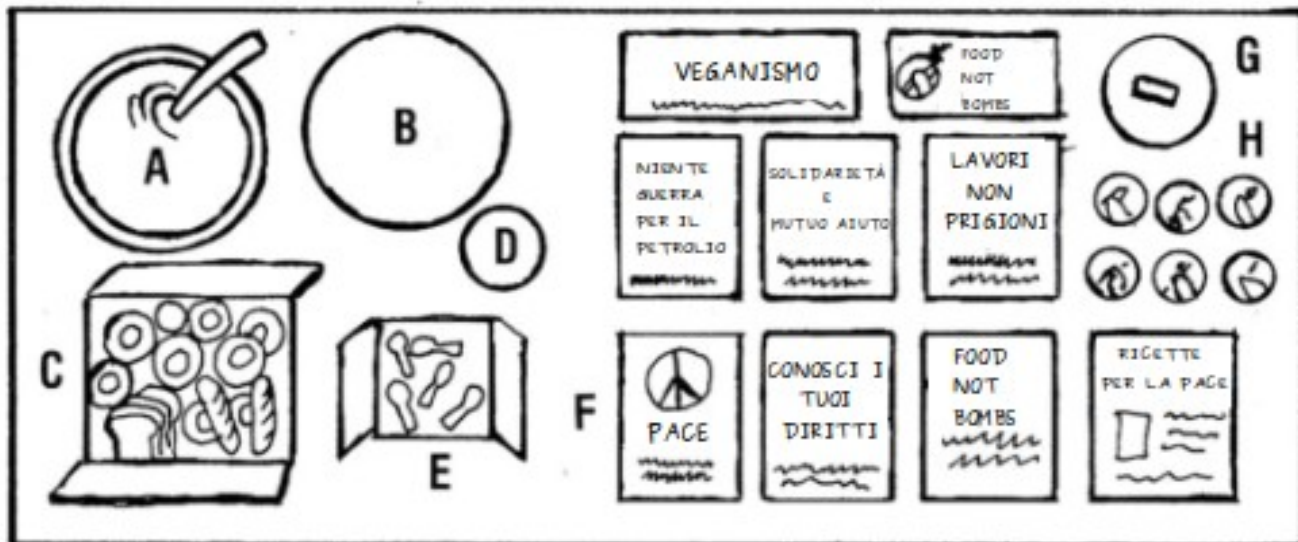 A
B
C
D
E
F
G
H
VEGANISMO
FOOD
NOT
BOMBS
NIENTE
GUERRA
PER IL
PETROLIO
SOLIDARIETÀ
E
MUTUO AIUTO
LAVORI
NON
PRIGIONI
PACE
CONOSCI I
TUOI
DIRITTI
FOOD
NOT
BOMBS
RICETTE
PER LA PACE